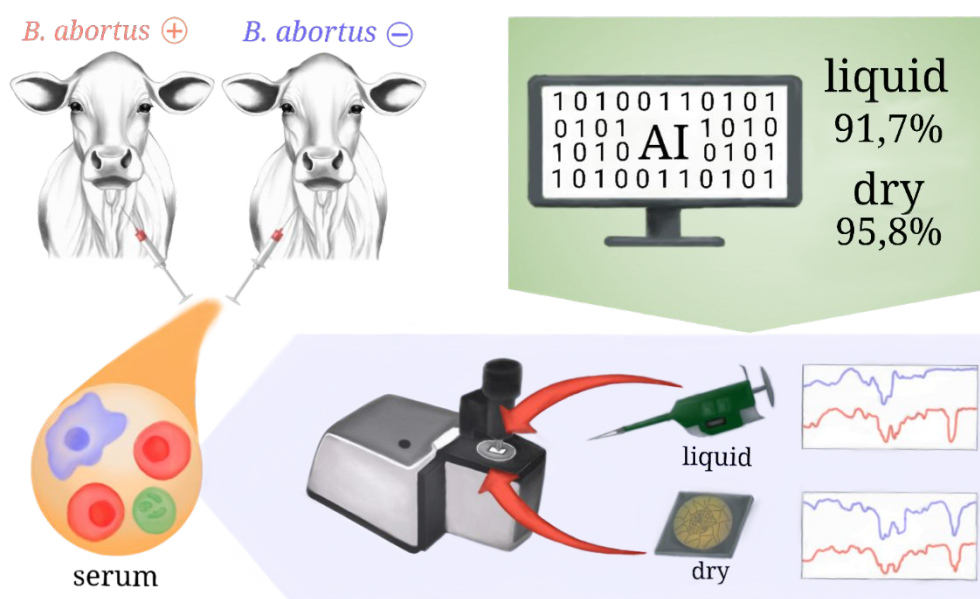 B. abortus +
B. abortus −
10100110101
0101 1010
AI
1010 0101
10100110101
liquid
91,7%
dry
95,8%
liquid
dry
serum